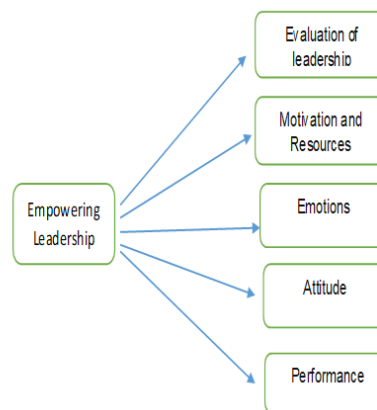 Evaluation of
leadership
Motivation and
Resources
Empowering
Leadership
Emotions
Attitude
Performance